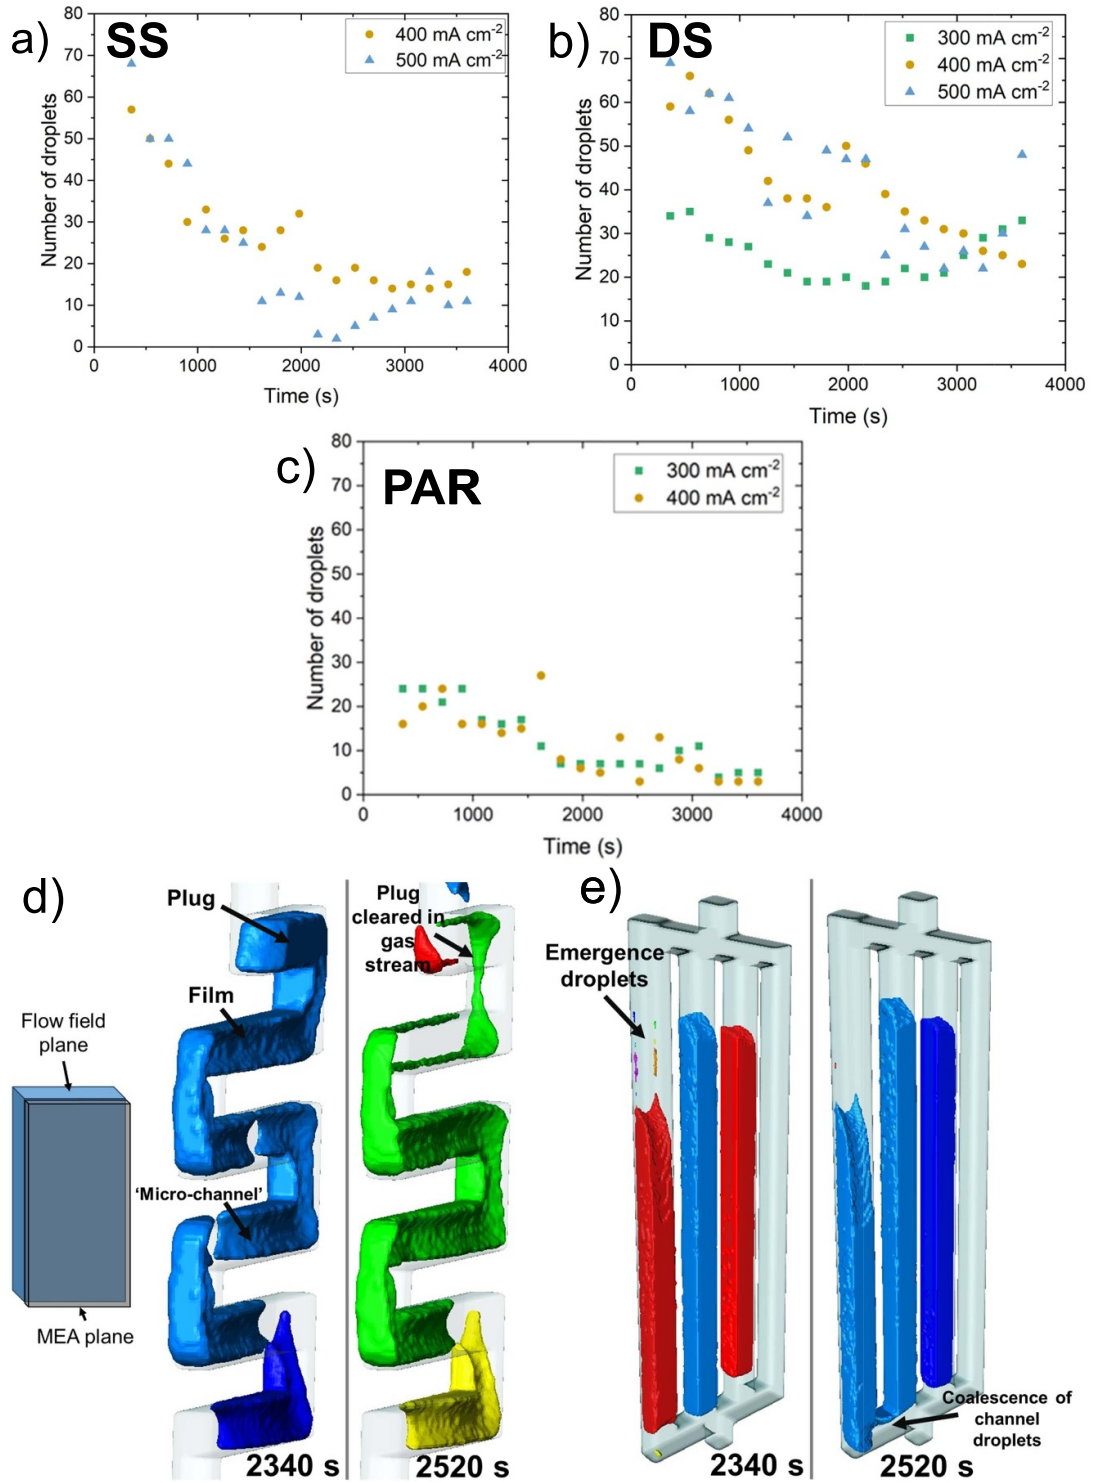 a)
SS
400 mA cm-2
500 mA cm-2
80
70
60
50
40
30
20
10
0
Number of droplets
0 1000 2000 3000 4000
Time (s)
b)
DS
300 mA cm-2
400 mA cm-2
500 mA cm-2
80
70
60
50
40
30
20
10
0
Number of droplets
0 1000 2000 3000 4000
Time (s)
c)
PAR
300 mA cm-2
400 mA cm-2
80
70
60
50
40
30
20
10
0
Number of droplets
0 1000 2000 3000 4000
Time (s)
d)
Plug
Film
'Micro-channel'
Flow field
plane
MEA plane
2340 s
Plug
cleared in
gas
stream
2520 s
e)
Emergence
droplets
2340 s
Coalescence of
channel
droplets
2520 s